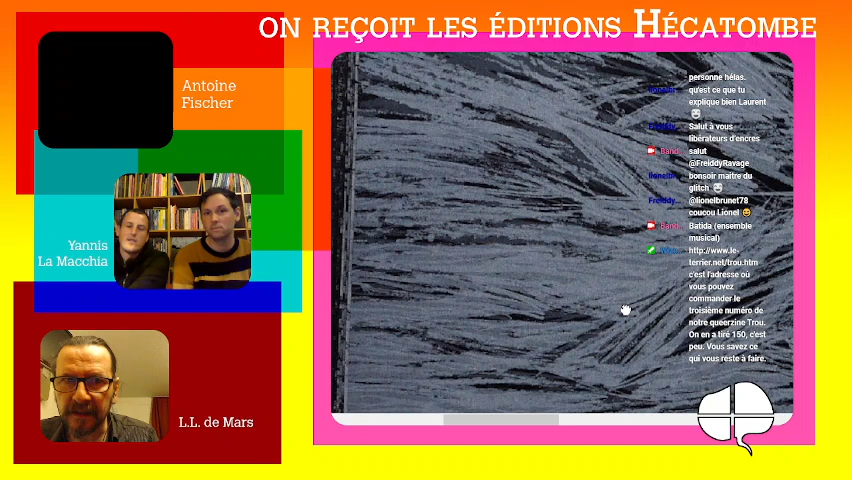 ON REÇOIT LES ÉDITIONS HÉCATOMBE
Antoine
Fischer
Yannis
La Macchia
L.L. de Mars
personne hélas.
qu'est ce que tu
explique bien Laurent
Salut à vous
libérateurs d'encres
salut
@FreiddyRavage
bonsoir maitre du
glitch
@lionelbrunet78
coucou Lionel
Batida (ensemble
musical)
http://www.le-
terrier.net/trou.htm
c'est l'adresse où
vous pouvez
commander le
troisième numéro de
notre queerzine Trou.
On en a tiré 150, c'est
peu. Vous savez ce
qui vous reste à faire.